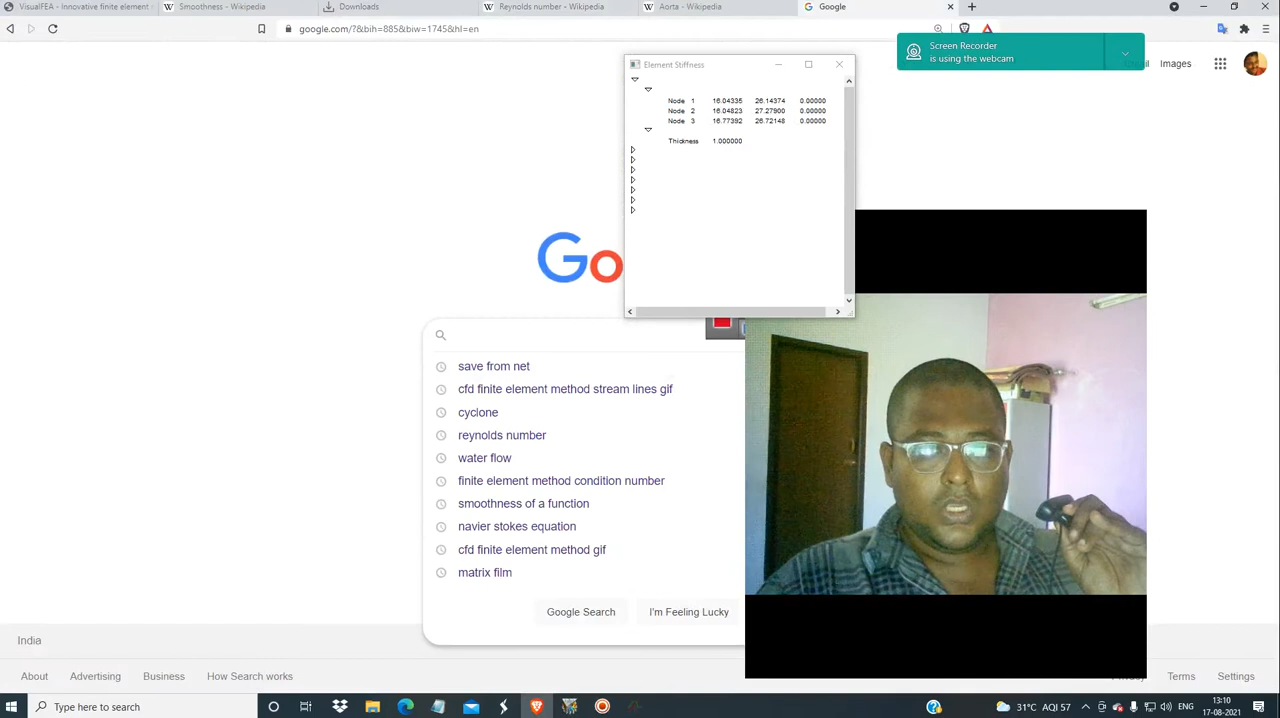 VisualFEA - Innovative finite element
Smoothness - Wikipedia
Downloads
Reynolds number - Wikipedia
Aorta - Wikipedia
Google
google.com/?&bih=885&biw=1745&hl=en
Screen Recorder
is using the webcam
Images
Element Stiffness
Node 1 16.04335 26.14374 0.00000
Node 2 16.04823 27.27900 0.00000
Node 3 16.77392 26.72148 0.00000
Thickness 1.000000
Go
save from net
cfd finite element method stream lines gif
cyclone
reynolds number
water flow
finite element method condition number
smoothness of a function
navier stokes equation
cfd finite element method gif
matrix film
Google Search
I'm Feeling Lucky
India
About
Advertising
Business
How Search works
Privacy
Terms
Settings
Type here to search
31°C AQI 57
ENG
13:10
17-08-2021